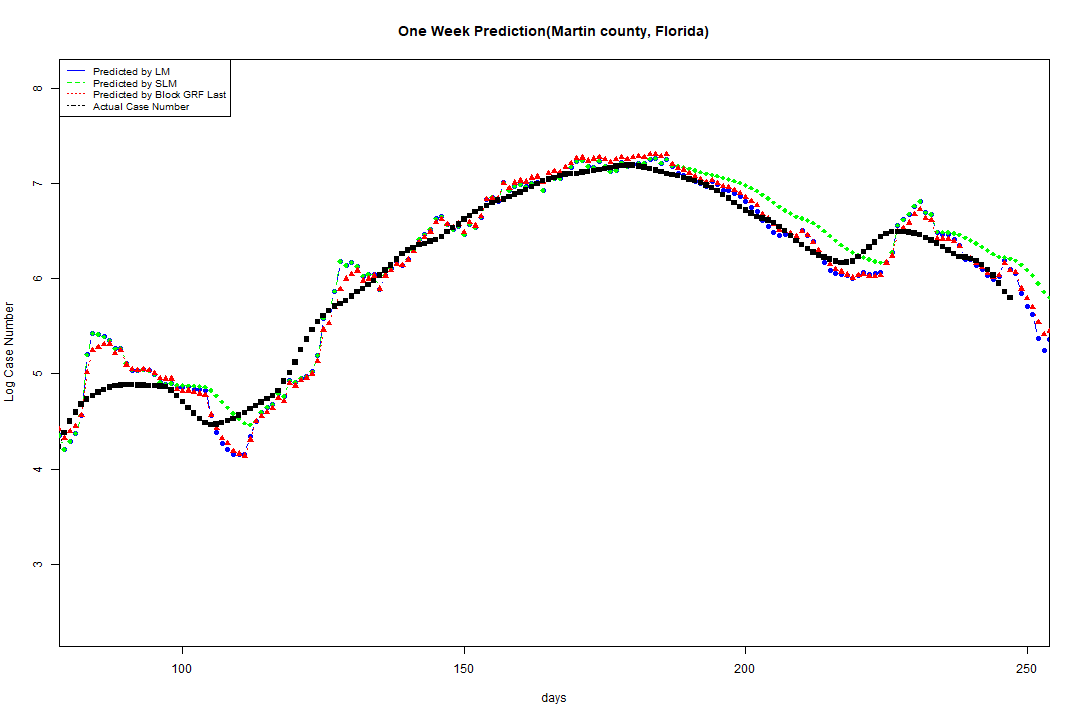 One Week Prediction(Martin county, Florida)
Predicted by LM
Predicted by SLM
Predicted by Block GRF Last
Actual Case Number
Log Case Number
8
7
6
5
4
3
100
150
200
250
days